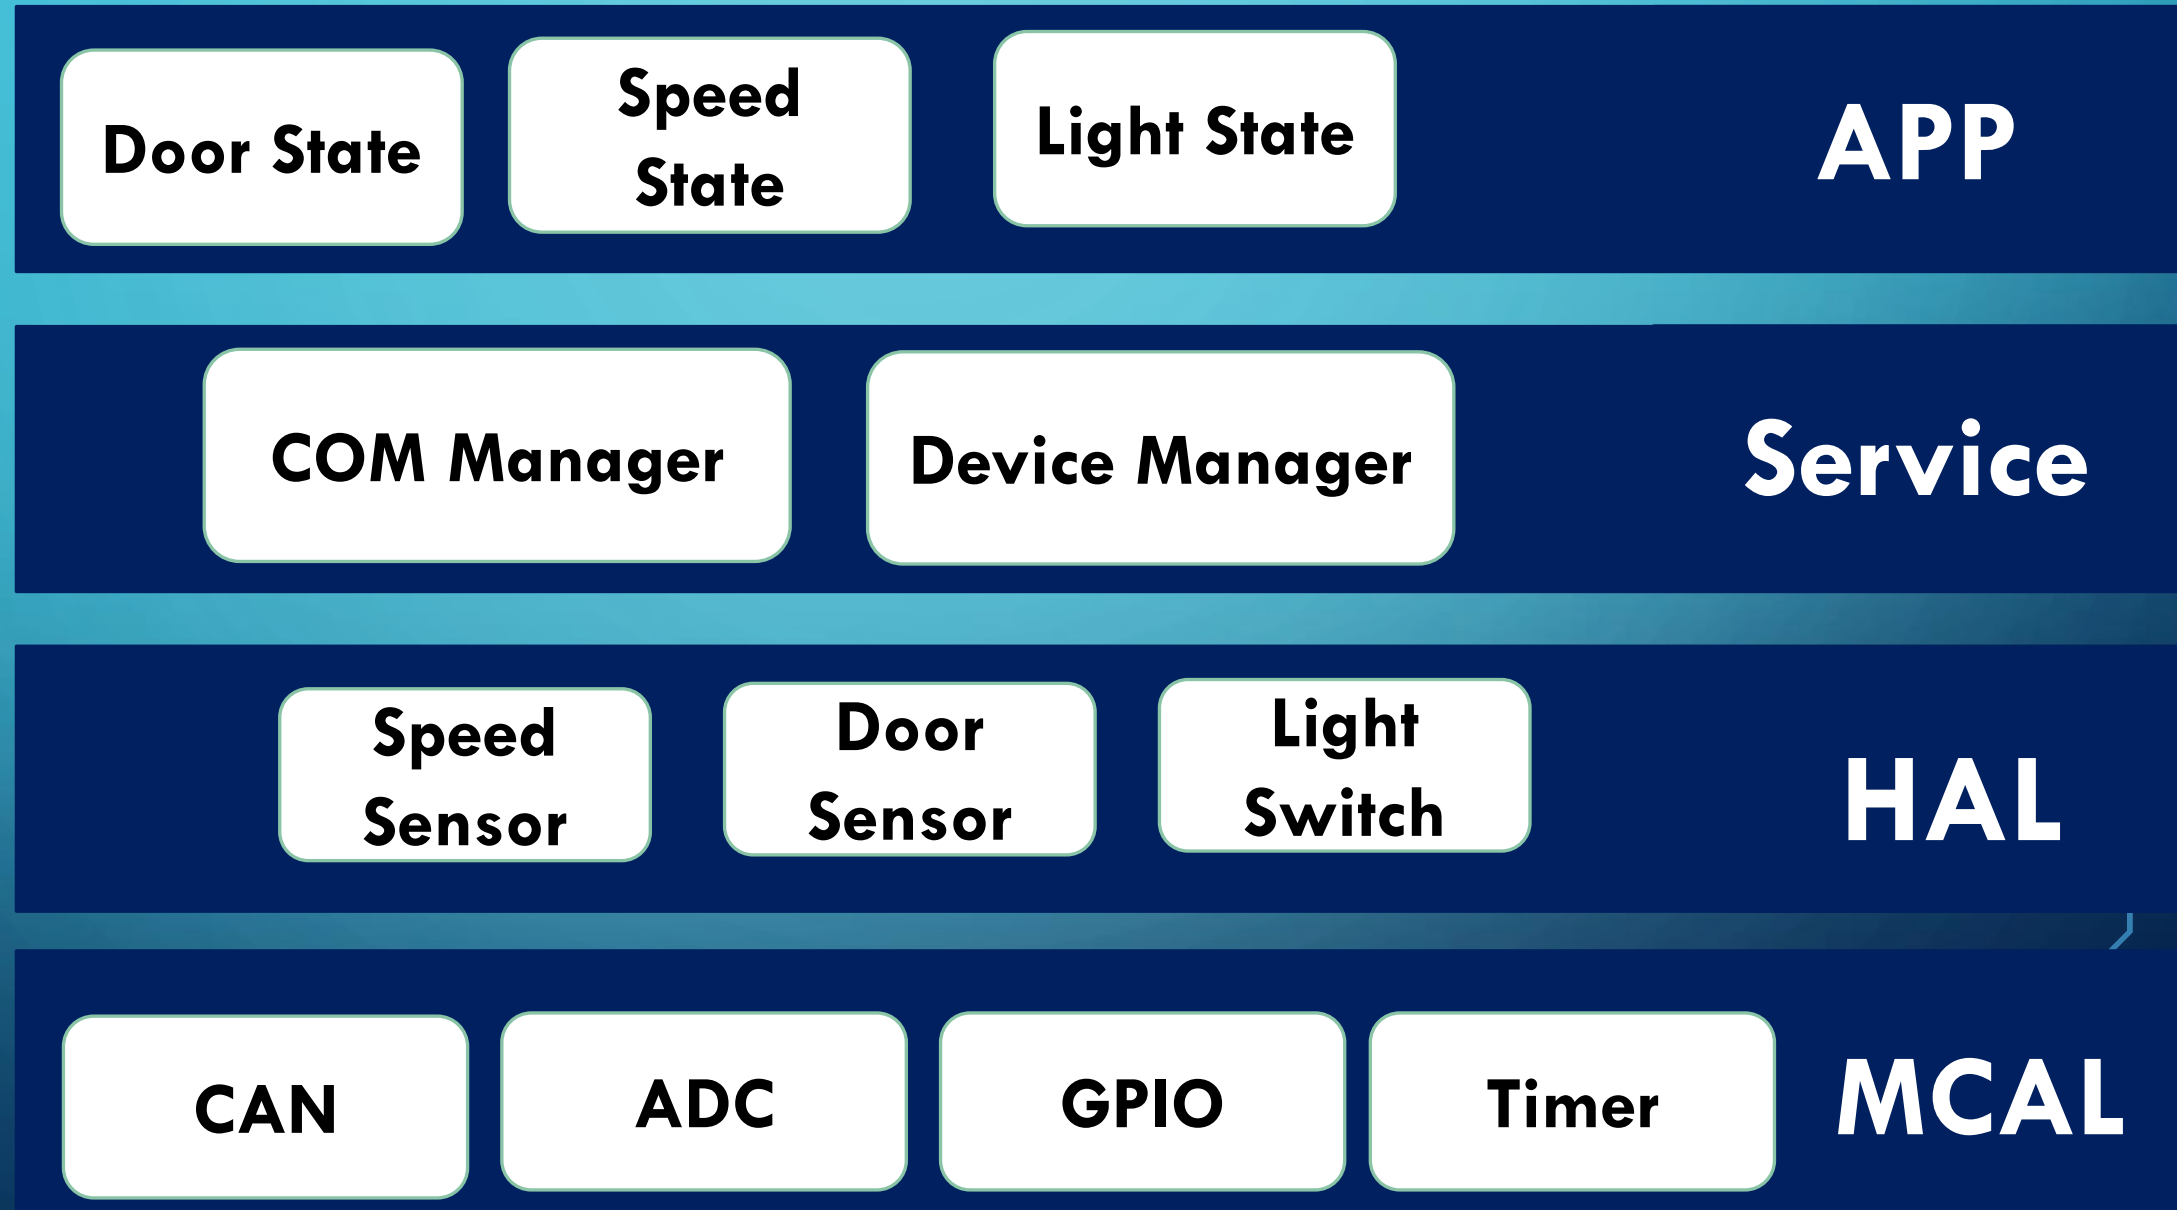 Door State
Speed
State
Light State
APP
COM Manager
Device Manager
Service
Speed
Sensor
Door
Sensor
Light
Switch
HAL
CAN
ADC
GPIO
Timer
MCAL